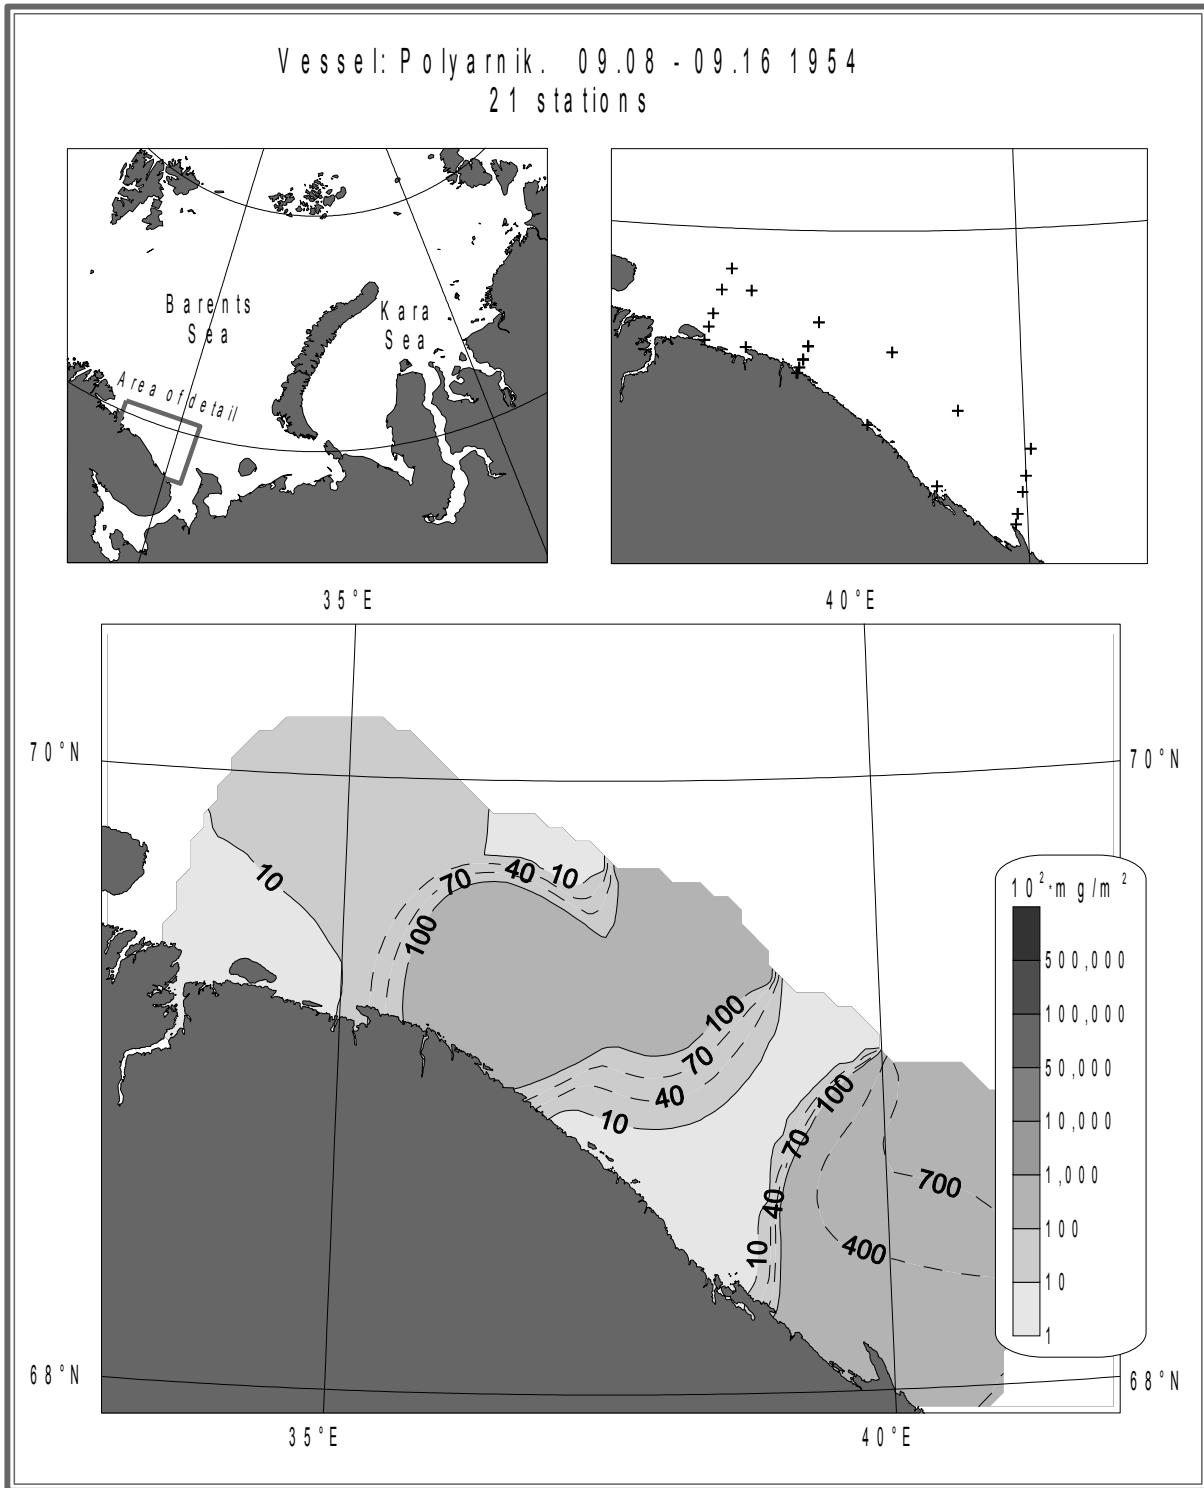 Vessel: Polyarnik. 09.08 - 09.16 1954
21 stations
Barents
Sea
Kara
Sea
Area of detail
35°E
40°E
70°N
70°N
10
70
40
10
100
10²*mg/m²
500,000
100,000
50,000
10,000
1,000
100
10
1
100
70
40
10
100
70
40
10
700
400
68°N
68°N
35°E
40°E